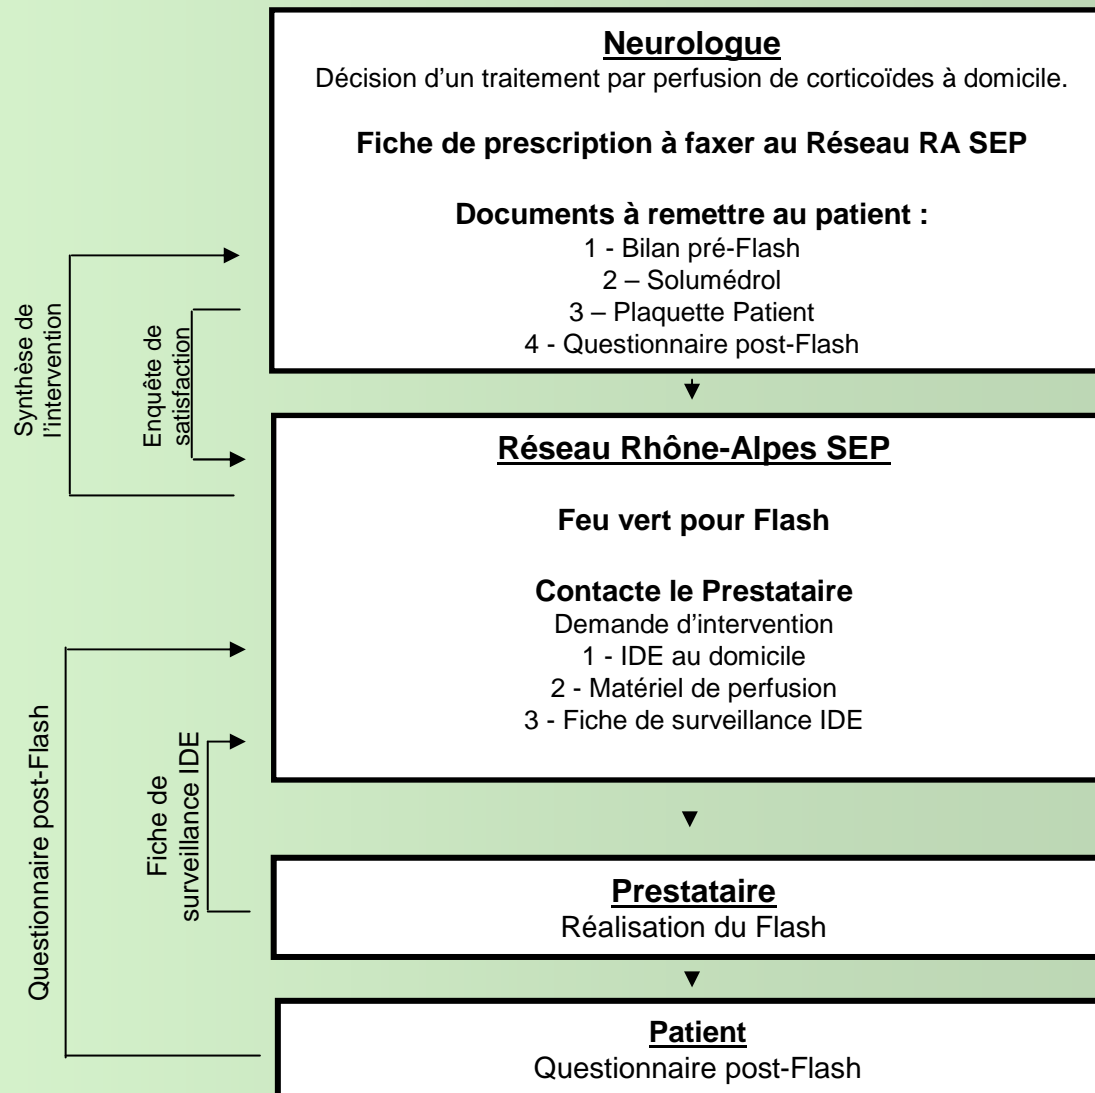 Neurologue
Décision d’un traitement par perfusion de corticoïdes à domicile.
Fiche de prescription à faxer au Réseau RA SEP
Documents à remettre au patient :
1 - Bilan pré-Flash
2 – Solumédrol
3 – Plaquette Patient
4 - Questionnaire post-Flash
Synthèse de
l’intervention
Enquête de
satisfaction
Réseau Rhône-Alpes SEP
Feu vert pour Flash
Contacte le Prestataire
Demande d’intervention
1 - IDE au domicile
2 - Matériel de perfusion
3 - Fiche de surveillance IDE
Questionnaire post-Flash
Fiche de
surveillance IDE
Prestataire
Réalisation du Flash
Patient
Questionnaire post-Flash